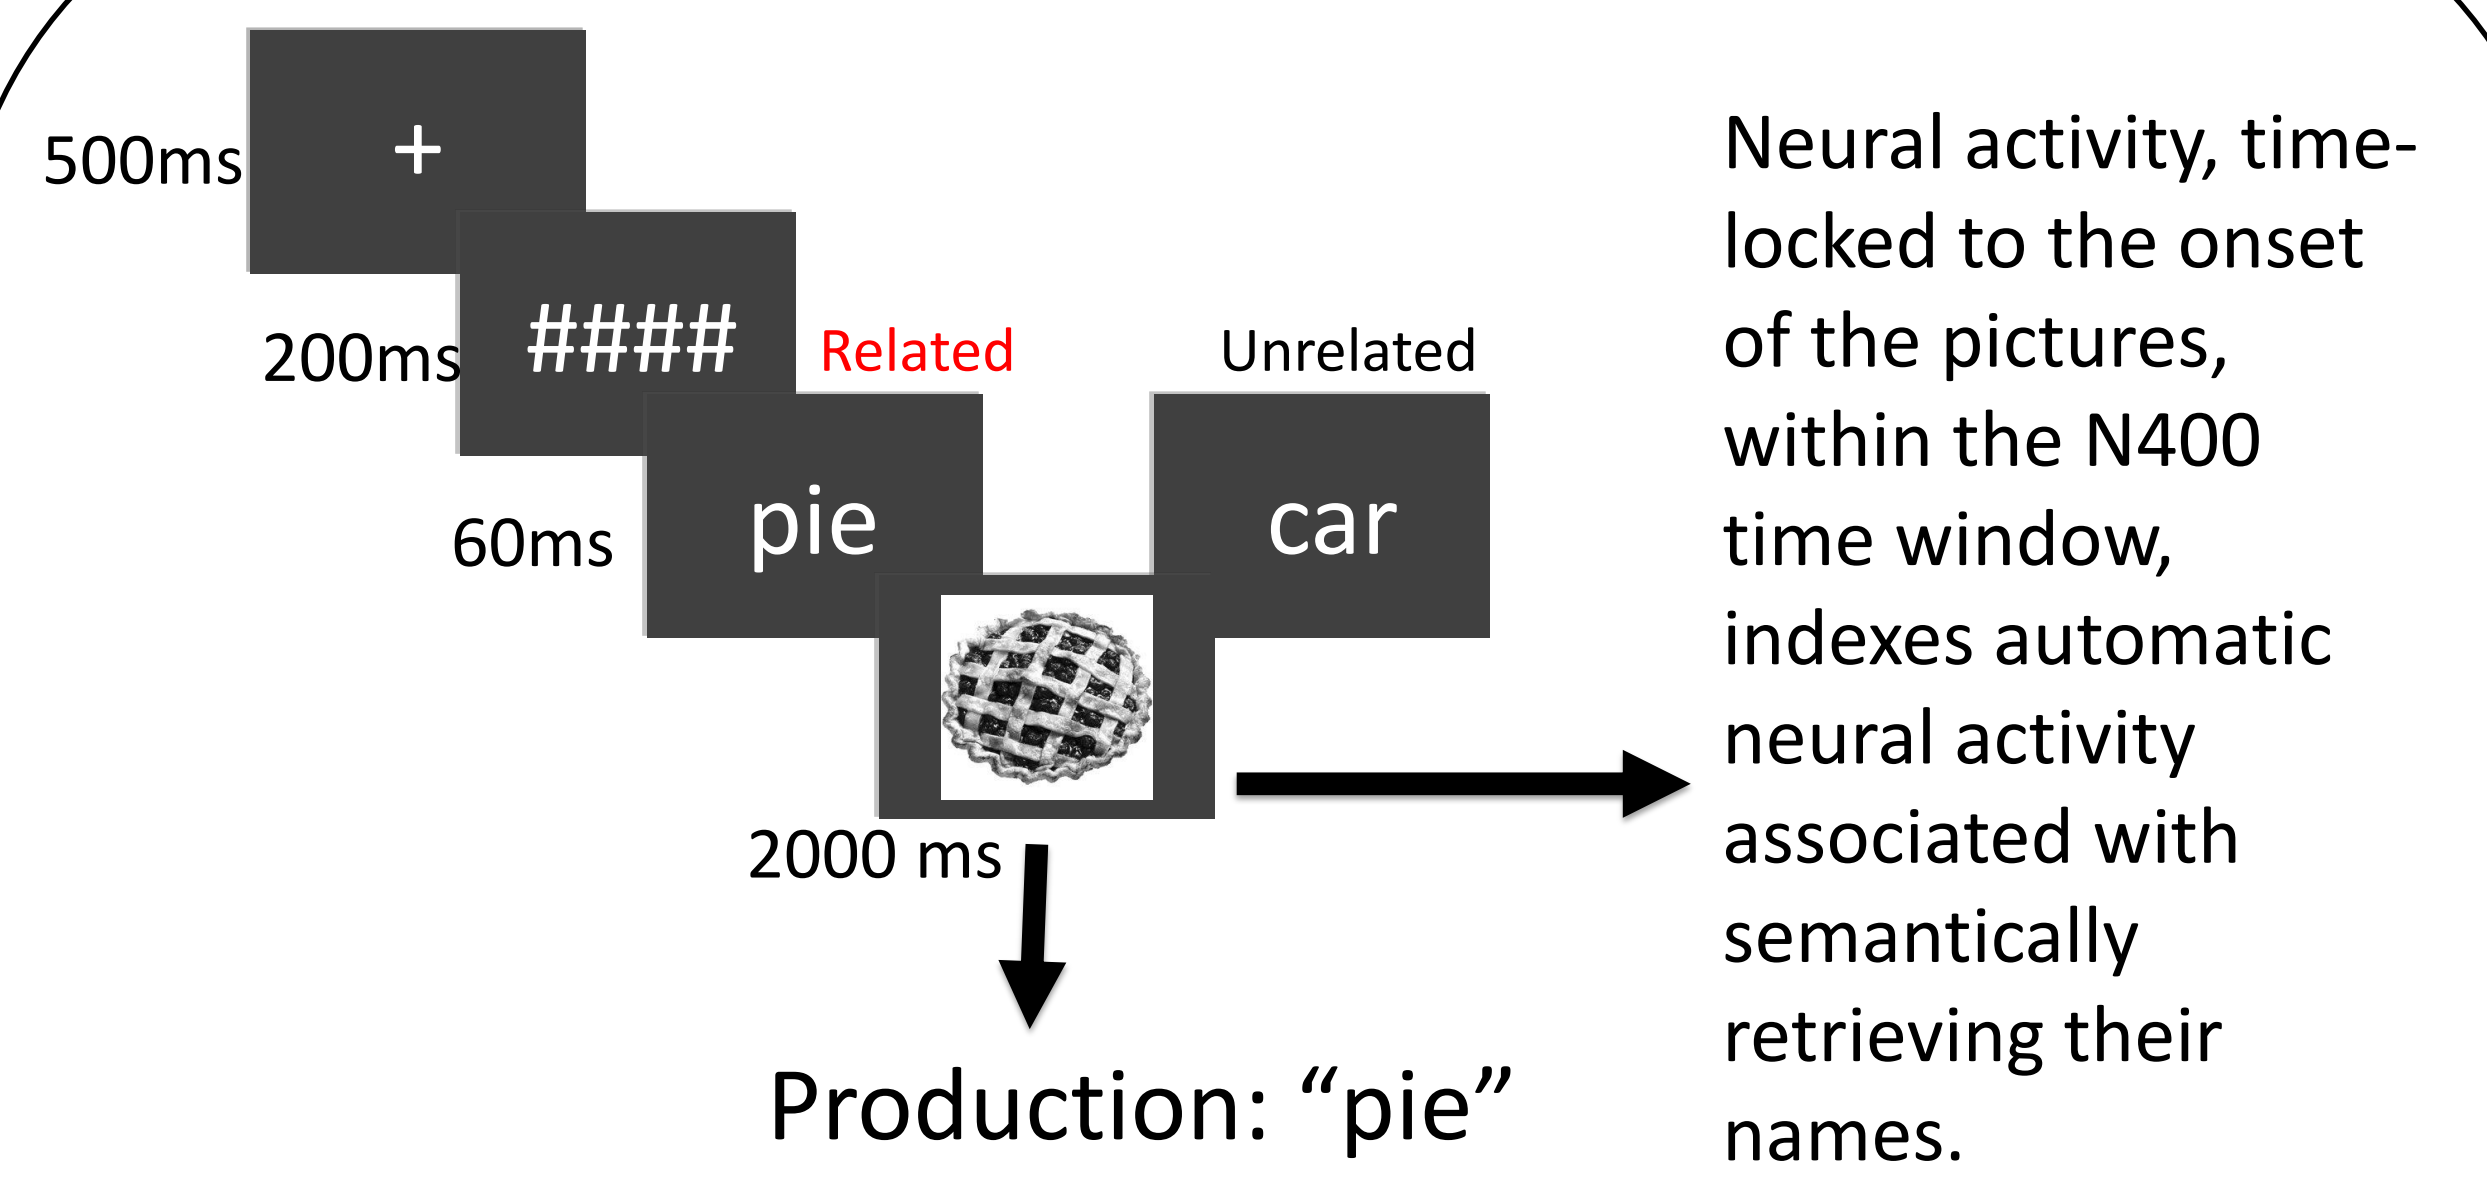 500ms
+
200ms
####
Related
Unrelated
60ms
pie
car
2000 ms
Production: “pie”
Neural activity, time-
locked to the onset
of the pictures,
within the N400
time window,
indexes automatic
neural activity
associated with
semantically
retrieving their
names.